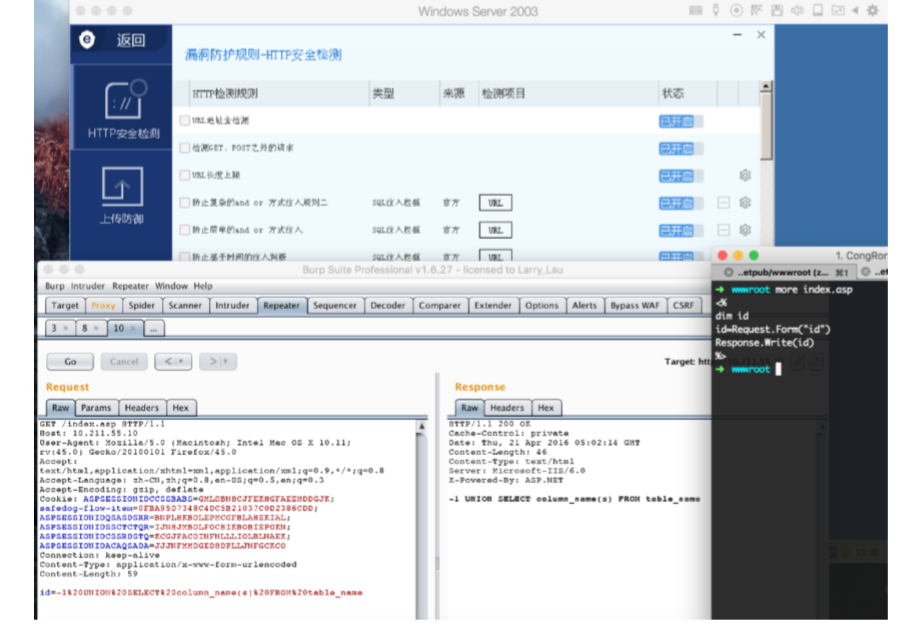 Windows Server 2003
返回
漏洞防护规则-HTTP安全检测
HTTP检测规则 类型 来源 检测项目 状态
URL地址全检测 已开启
检测GET、POST之外的请求 已开启
URL长度上限 已开启
防止复杂的and or 方式注入规则二 SQL注入拦截 官方 URL 已开启
防止简单的and or 方式注入 SQL注入拦截 官方 URL 已开启
防止基于时间的注入判断 SQL注入拦截 官方 URL 已开启
HTTP安全检测
上传防御
Burp Suite Professional v1.6.27 - licensed to Larry_Lau
Burp Intruder Repeater Window Help
Target Proxy Spider Scanner Intruder Repeater Sequencer Decoder Comparer Extender Options Alerts Bypass WAF CSRF
3 × 8 × 10 × ...
Go Cancel < >
Target: htt
Request
Raw Params Headers Hex
GET /index.asp HTTP/1.1
Host: 10.211.55.10
User-Agent: Mozilla/5.0 (Macintosh; Intel Mac OS X 10.11;
rv:45.0) Gecko/20100101 Firefox/45.0
Accept:
text/html,application/xhtml+xml,application/xml;q=0.9,*/*;q=0.8
Accept-Language: zh-CN,zh;q=0.8,en-US;q=0.5,en;q=0.3
Accept-Encoding: gzip, deflate
Connection: keep-alive
Content-Type: application/x-www-form-urlencoded
Content-Length: 59
id=-1%20UNION%20SELECT%20column_name(s)%20FROM%20table_name
Response
Raw Headers Hex
HTTP/1.1 200 OK
Cache-Control: private
Date: Thu, 21 Apr 2016 05:02:14 GMT
Content-Length: 46
Content-Type: text/html
Server: Microsoft-IIS/6.0
X-Powered-By: ASP.NET
-1 UNION SELECT column_name(s) FROM table_name
1. CongRon
..etpub/wwwroot (z... ⌘1 ..et
→ wwwroot more index.asp
<%
dim id
id=Request.Form("id")
Response.Write(id)
%>
→ wwwroot